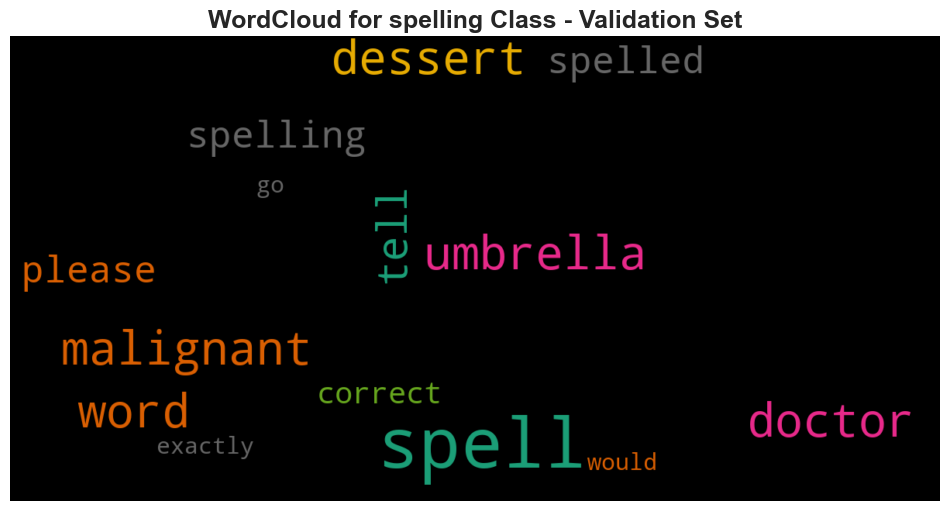 WordCloud for spelling Class - Validation Set
dessert
spelled
spelling
go
tell
umbrella
please
malignant
correct
word
doctor
spell
exactly
would